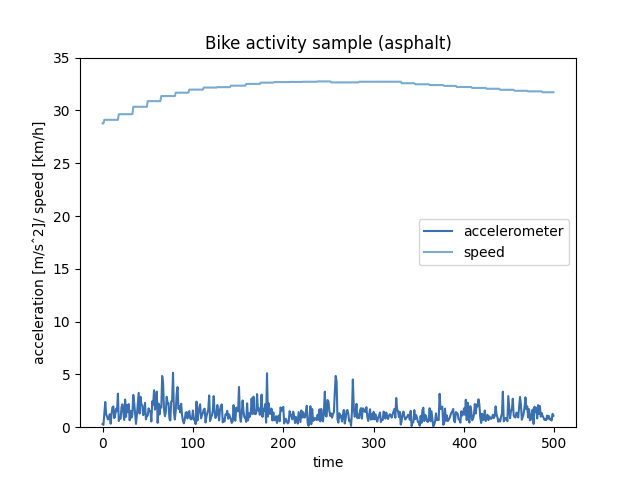 Bike activity sample (asphalt)
35
30
25
20
15
10
5
0
acceleration [m/s^2]/ speed [km/h]
accelerometer
speed
0 100 200 300 400 500
time